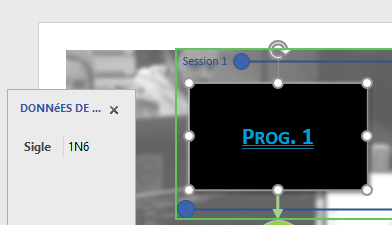 Session 1
DONNéES DE ...
Sigle 1N6
PROG. 1